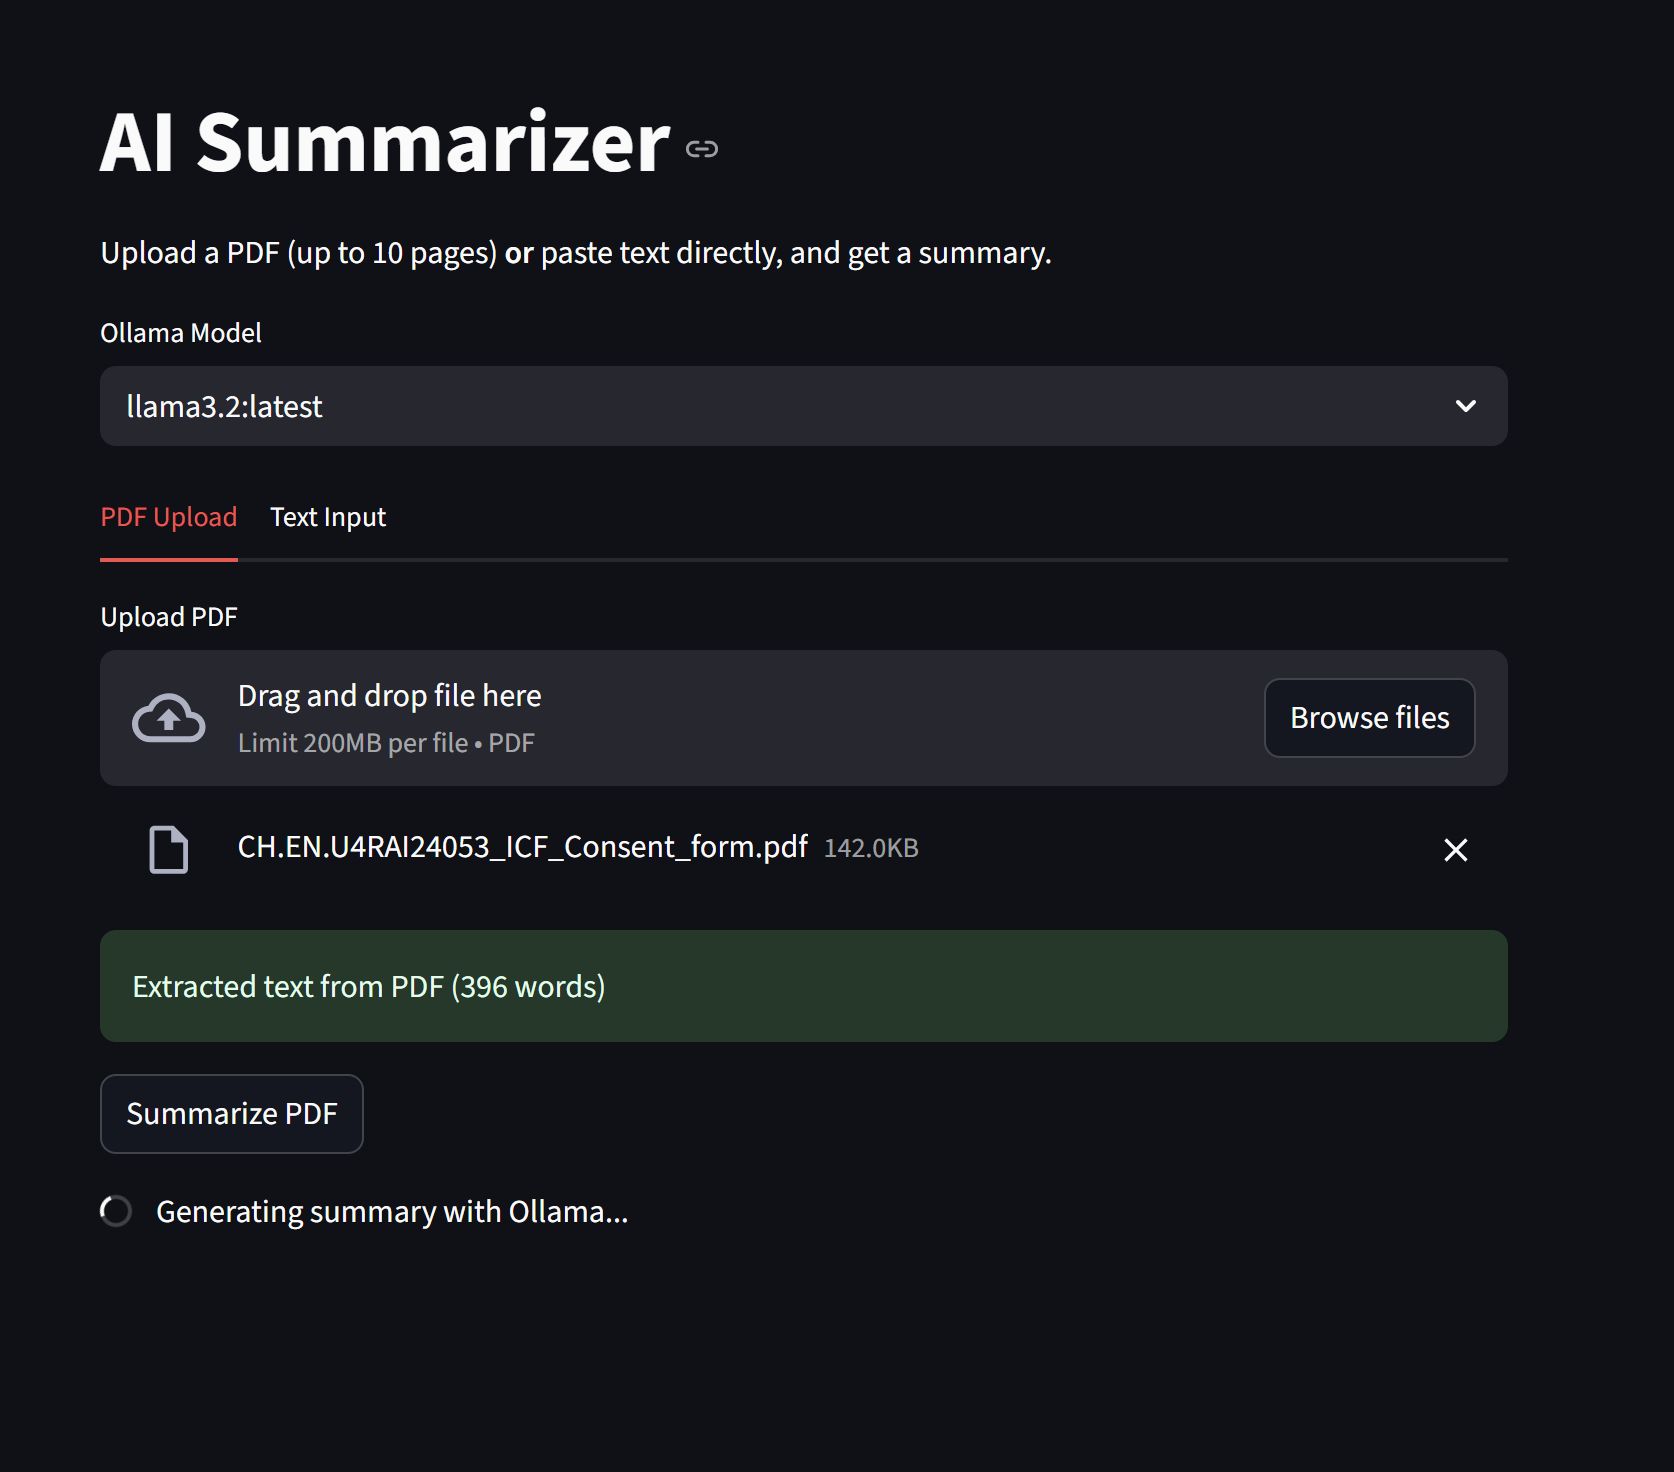 AI Summarizer
Upload a PDF (up to 10 pages) or paste text directly, and get a summary.
Ollama Model
llama3.2:latest
PDF Upload Text Input
Upload PDF
Drag and drop file here
Limit 200MB per file • PDF
Browse files
CH.EN.U4RAI24053_ICF_Consent_form.pdf 142.0KB
Extracted text from PDF (396 words)
Summarize PDF
Generating summary with Ollama...